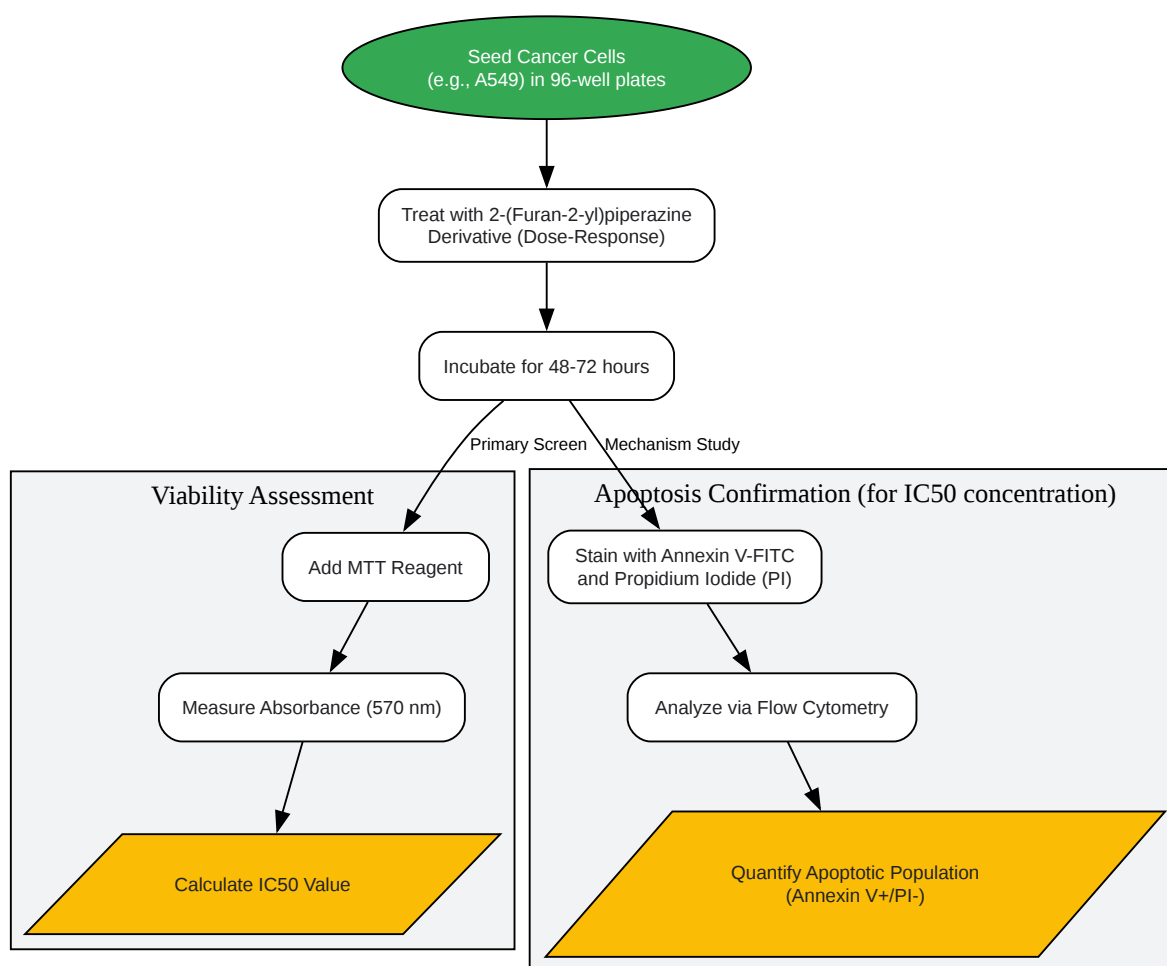 Seed Cancer Cells
(e.g., A549) in 96-well plates
Treat with 2-(Furan-2-yl)piperazine
Derivative (Dose-Response)
Incubate for 48-72 hours
Primary Screen
Mechanism Study
Viability Assessment
Add MTT Reagent
Measure Absorbance (570 nm)
Calculate IC50 Value
Apoptosis Confirmation (for IC50 concentration)
Stain with Annexin V-FITC
and Propidium Iodide (PI)
Analyze via Flow Cytometry
Quantify Apoptotic Population
(Annexin V+/PI-)